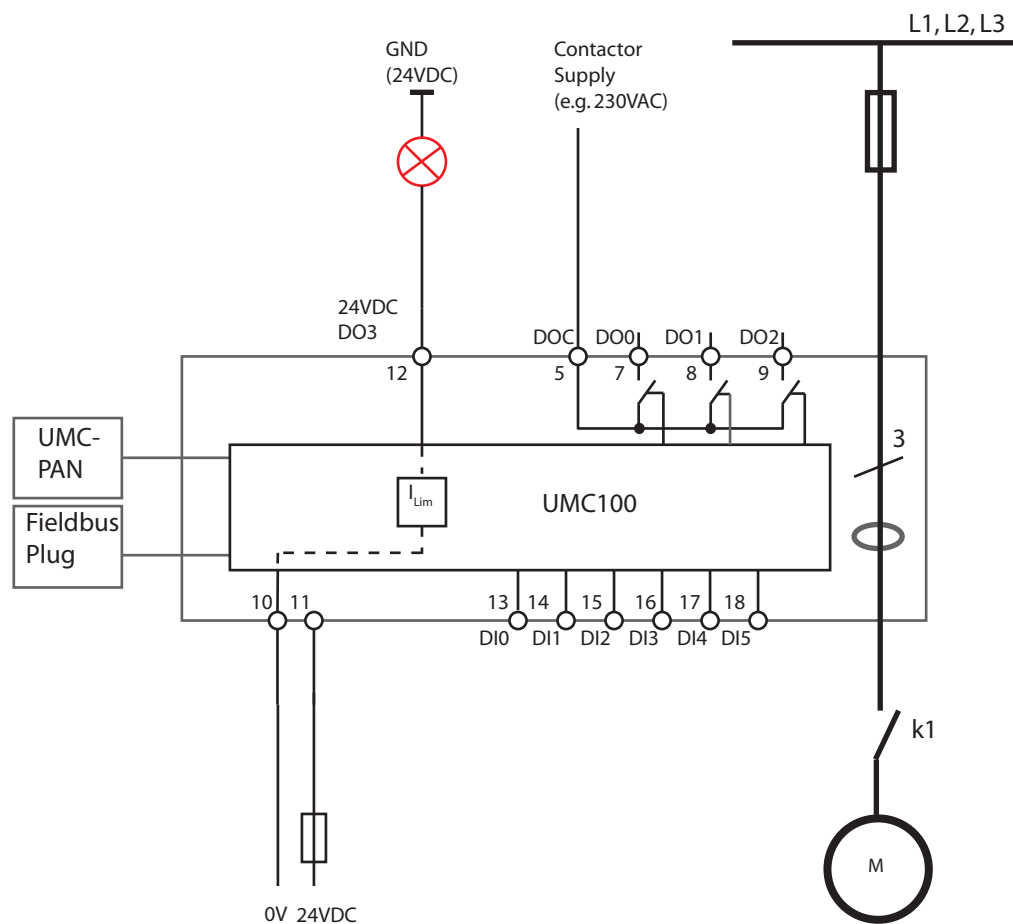 L1, L2, L3
GND
(24VDC)
Contactor
Supply
(e.g. 230VAC)
24VDC
DO3
DOC
DO0
DO1
DO2
12
5
7
8
9
3
UMC-
PAN
ILim
UMC100
Fieldbus
Plug
10
11
13
14
15
16
17
18
DI0
DI1
DI2
DI3
DI4
DI5
k1
M
0V
24VDC